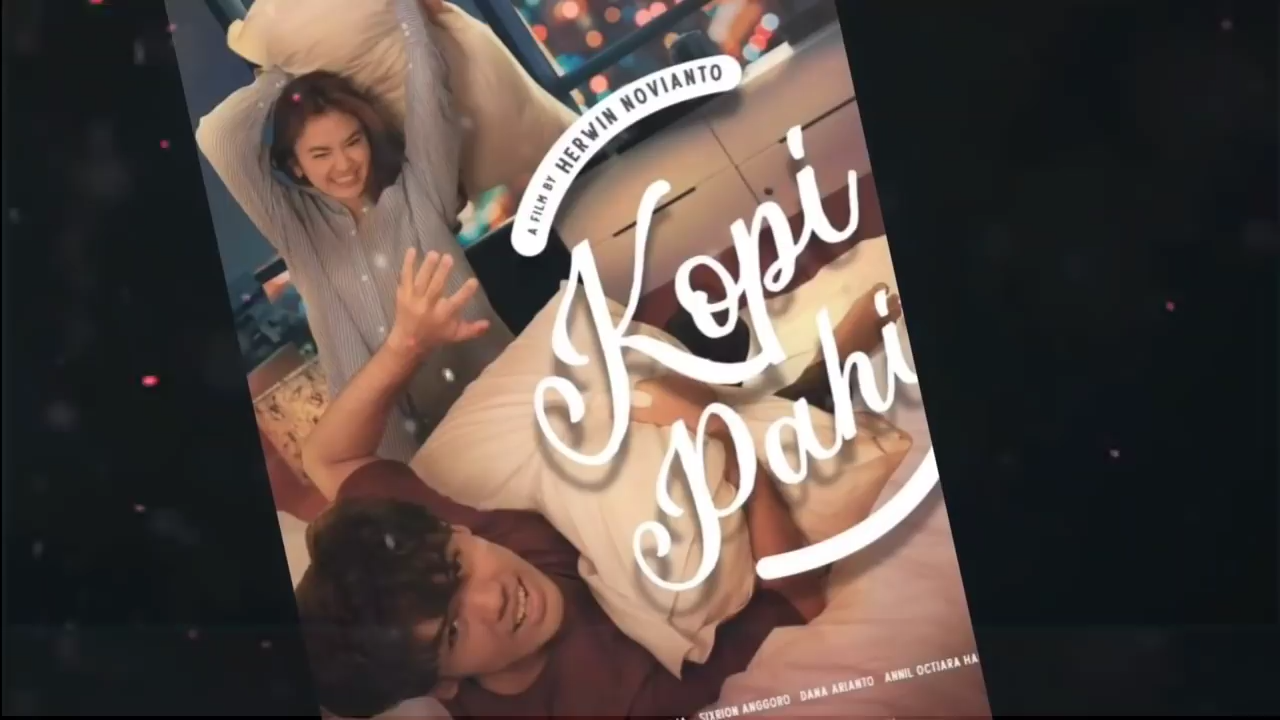 A FILM BY HERWIN NOVIANTO
Kopi
Pahi
SIXRION ANGGORO DANA ARIANTO ANNIL OCTIARA HA